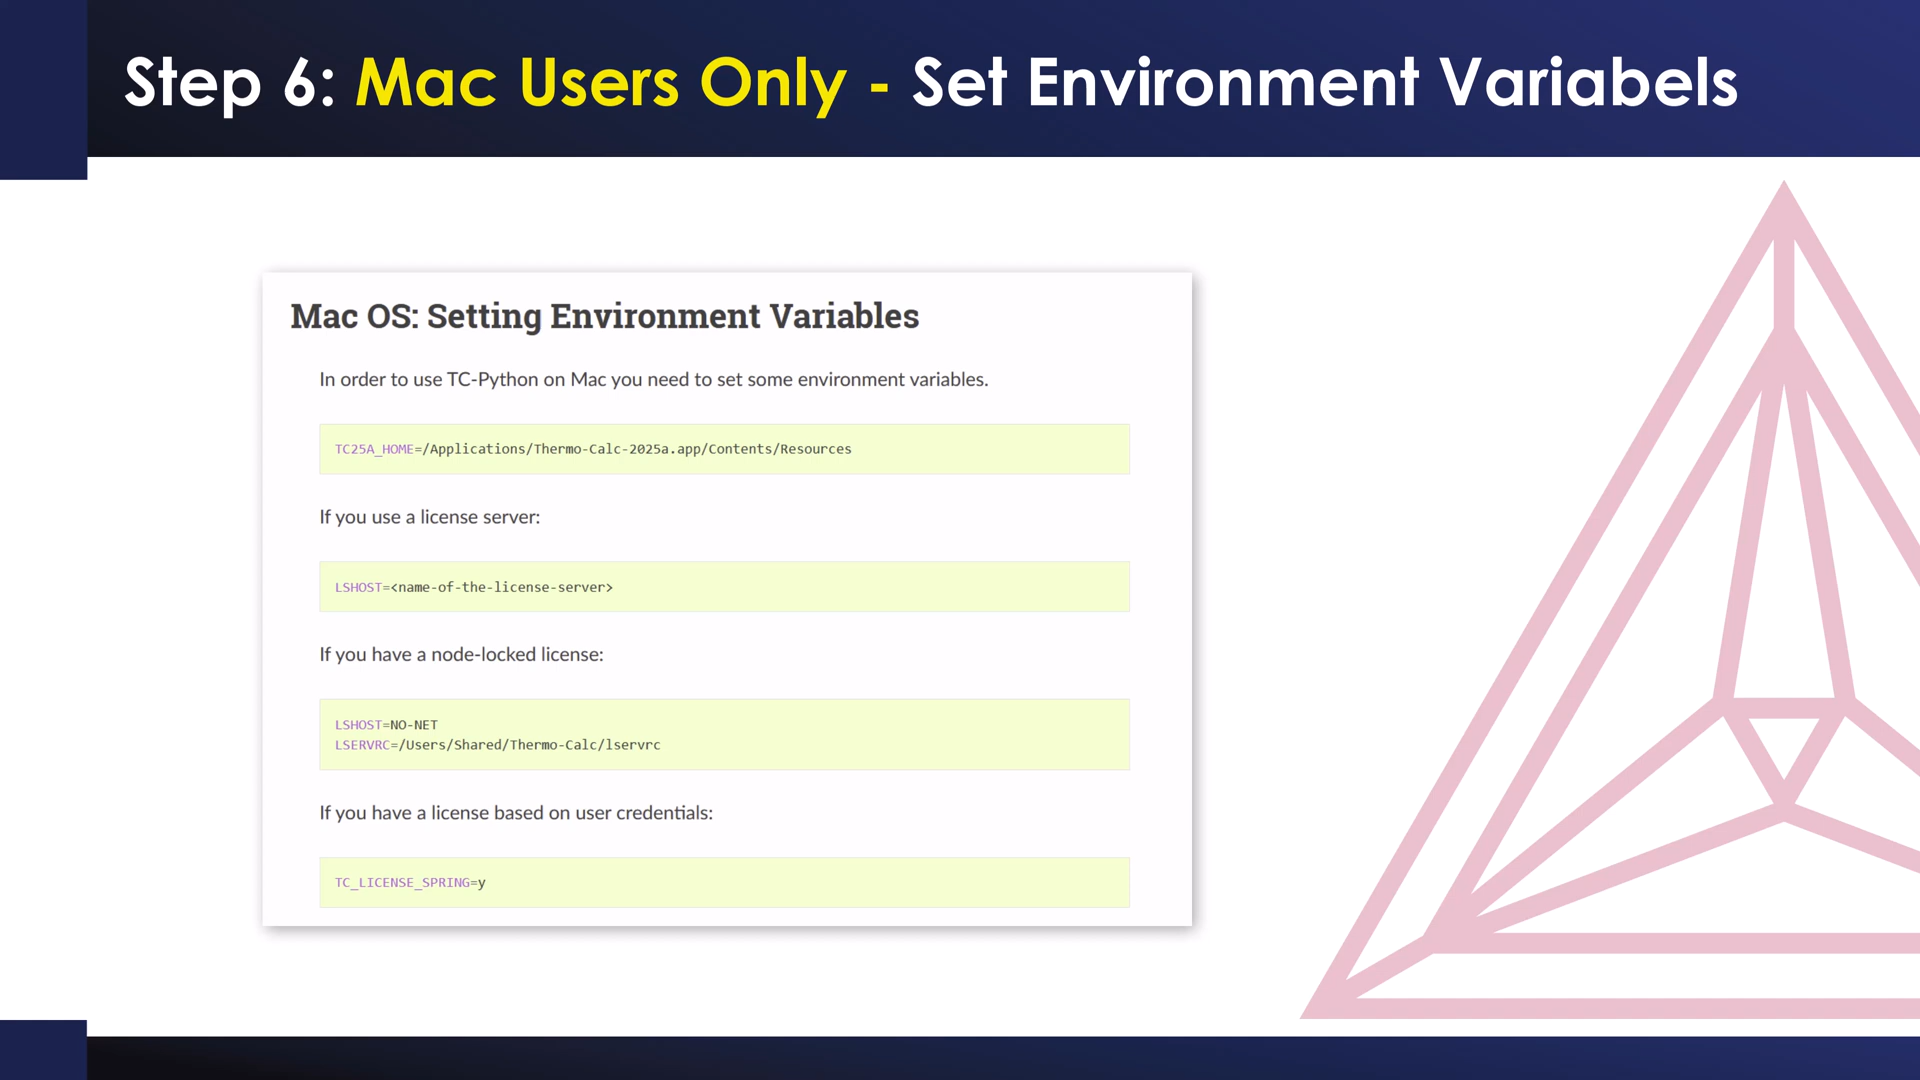 Step 6: Mac Users Only - Set Environment Variabels
Mac OS: Setting Environment Variables
In order to use TC-Python on Mac you need to set some environment variables.
TC25A_HOME=/Applications/Thermo-Calc-2025a.app/Contents/Resources
If you use a license server:
LSHOST=<name-of-the-license-server>
If you have a node-locked license:
LSHOST=NO-NET
LSERVRC=/Users/Shared/Thermo-Calc/lservrc
If you have a license based on user credentials:
TC_LICENSE_SPRING=y